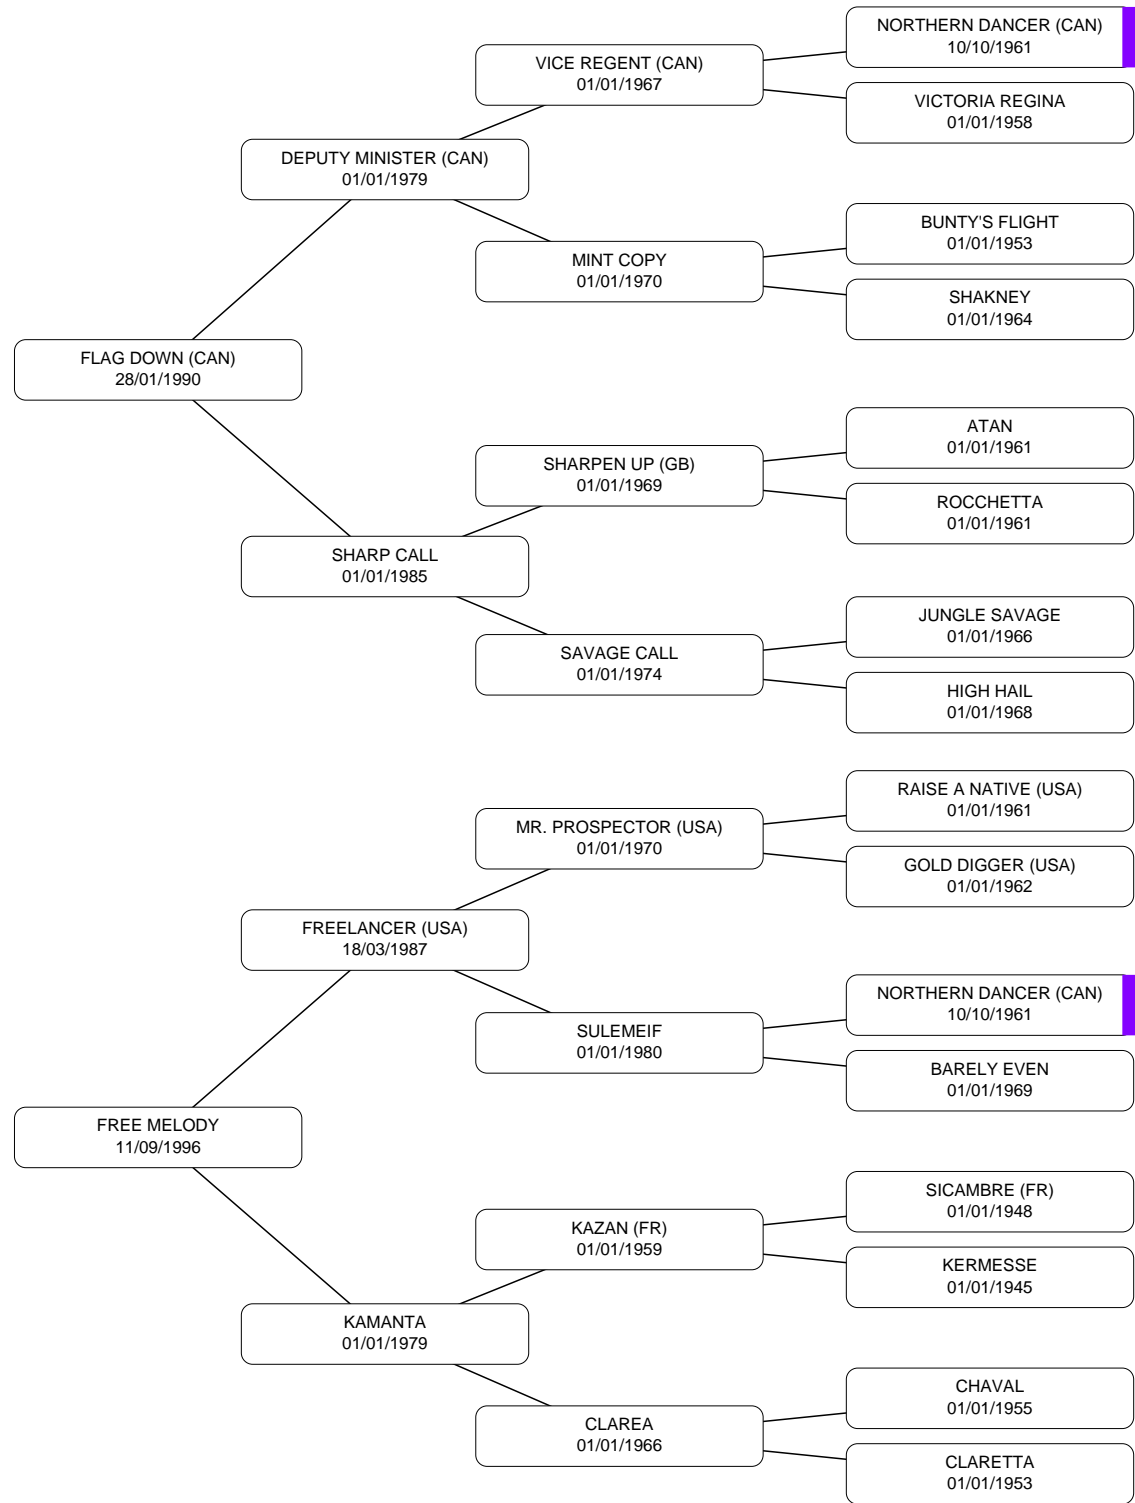 NORTHERN DANCER (CAN)
10/10/1961
VICE REGENT (CAN)
01/01/1967
VICTORIA REGINA
01/01/1958
DEPUTY MINISTER (CAN)
01/01/1979
BUNTY'S FLIGHT
01/01/1953
MINT COPY
01/01/1970
SHAKNEY
01/01/1964
FLAG DOWN (CAN)
28/01/1990
ATAN
01/01/1961
SHARPEN UP (GB)
01/01/1969
ROCCHETTA
01/01/1961
SHARP CALL
01/01/1985
JUNGLE SAVAGE
01/01/1966
SAVAGE CALL
01/01/1974
HIGH HAIL
01/01/1968
RAISE A NATIVE (USA)
01/01/1961
MR. PROSPECTOR (USA)
01/01/1970
GOLD DIGGER (USA)
01/01/1962
FREELANCER (USA)
18/03/1987
NORTHERN DANCER (CAN)
10/10/1961
SULEMEIF
01/01/1980
BARELY EVEN
01/01/1969
FREE MELODY
11/09/1996
SICAMBRE (FR)
01/01/1948
KAZAN (FR)
01/01/1959
KERMESSE
01/01/1945
KAMANTA
01/01/1979
CHAVAL
01/01/1955
CLAREA
01/01/1966
CLARETTA
01/01/1953